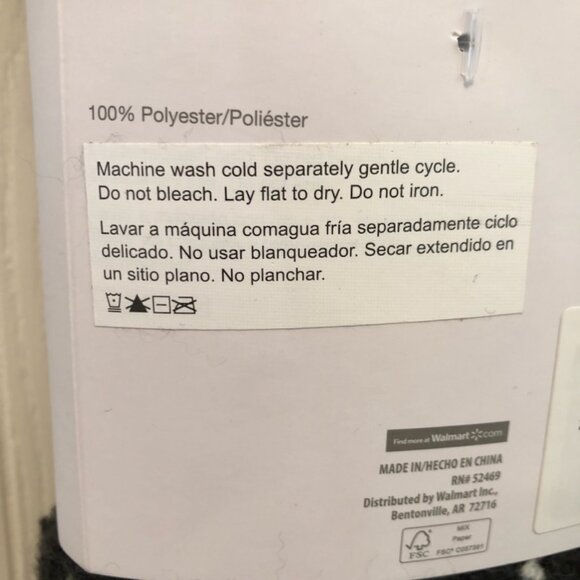 100% Polyester/Poliéster
Machine wash cold separately gentle cycle.
Do not bleach. Lay flat to dry. Do not iron.
Lavar a máquina comagua fría separadamente ciclo
delicado. No usar blanqueador. Secar extendido en
un sitio plano. No planchar.
Find more at Walmart.com
MADE IN/HECHO EN CHINA
RN# 52469
Distributed by Walmart Inc.,
Bentonville, AR 72716
MIX
Paper
FSC